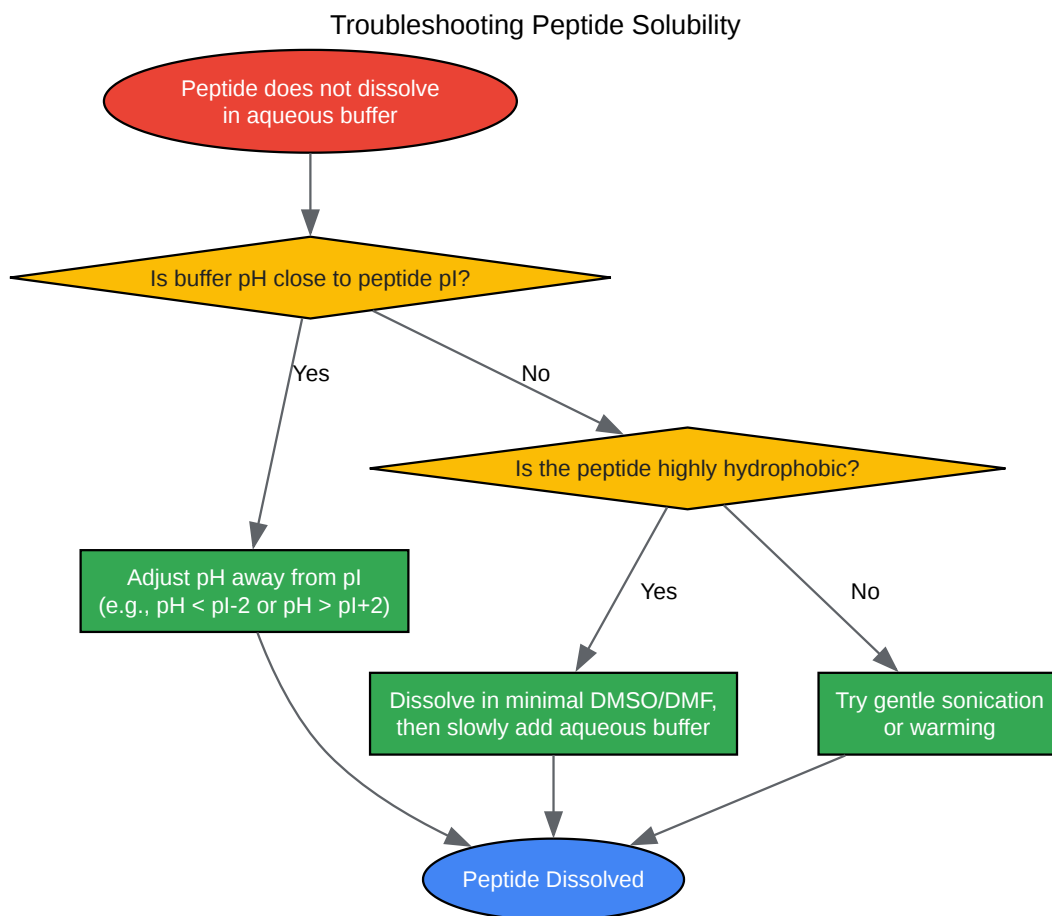 Troubleshooting Peptide Solubility
Peptide does not dissolve
in aqueous buffer
Is buffer pH close to peptide pI?
Yes
No
Is the peptide highly hydrophobic?
Adjust pH away from pI
(e.g., pH < pI-2 or pH > pI+2)
Yes
No
Dissolve in minimal DMSO/DMF,
then slowly add aqueous buffer
Try gentle sonication
or warming
Peptide Dissolved